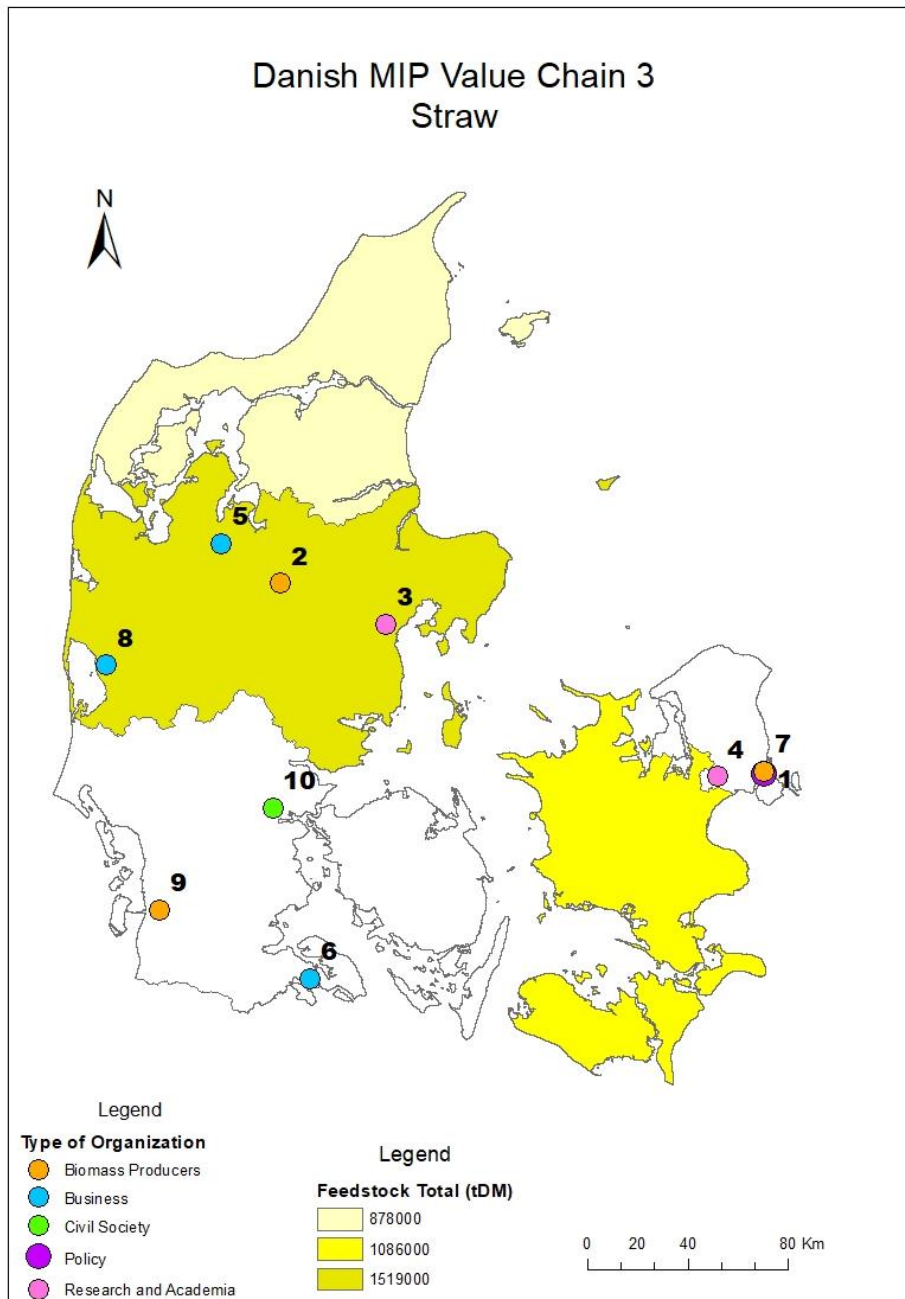 Danish MIP Value Chain 3
Straw
N
5
2
3
8
7
4
1
10
9
6
Legend
Type of Organization
Biomass Producers
Business
Civil Society
Policy
Research and Academia
Legend
Feedstock Total (tDM)
878000
1086000
1519000
0 20 40 80 Km